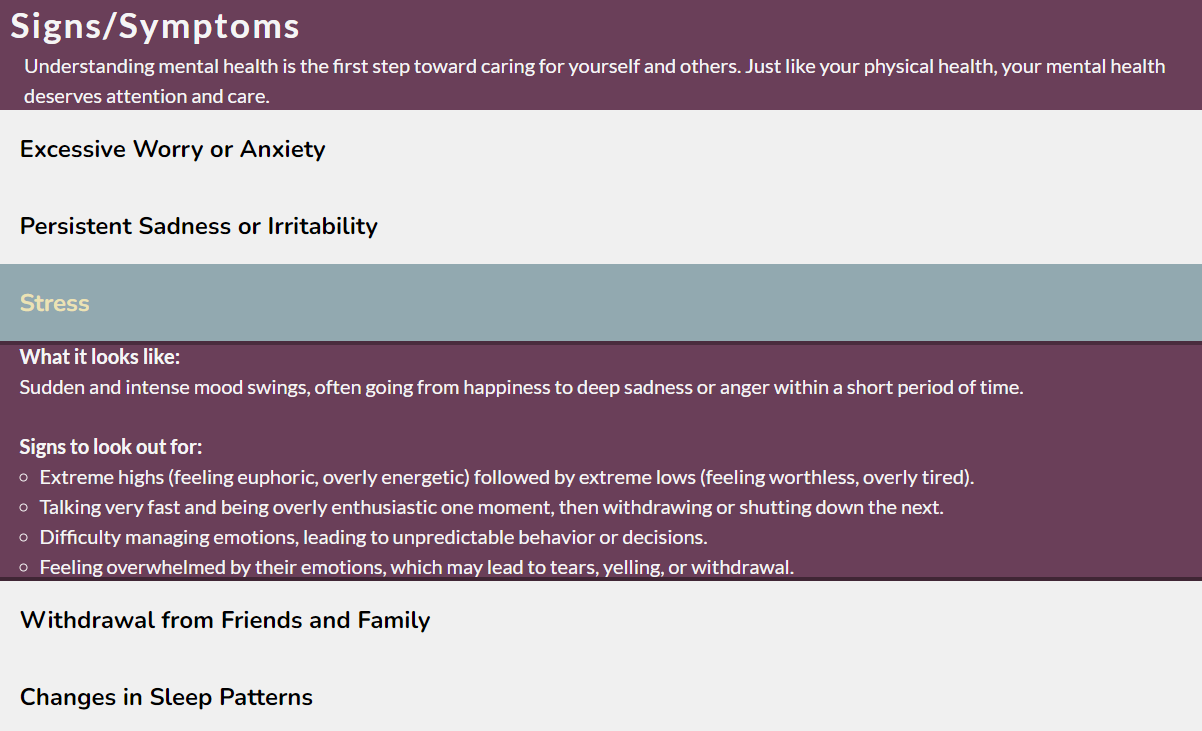 Signs/Symptoms
Understanding mental health is the first step toward caring for yourself and others. Just like your physical health, your mental health
deserves attention and care.
Excessive Worry or Anxiety
Persistent Sadness or Irritability
Stress
What it looks like:
Sudden and intense mood swings, often going from happiness to deep sadness or anger within a short period of time.
Signs to look out for:
◦ Extreme highs (feeling euphoric, overly energetic) followed by extreme lows (feeling worthless, overly tired).
◦ Talking very fast and being overly enthusiastic one moment, then withdrawing or shutting down the next.
◦ Difficulty managing emotions, leading to unpredictable behavior or decisions.
◦ Feeling overwhelmed by their emotions, which may lead to tears, yelling, or withdrawal.
Withdrawal from Friends and Family
Changes in Sleep Patterns